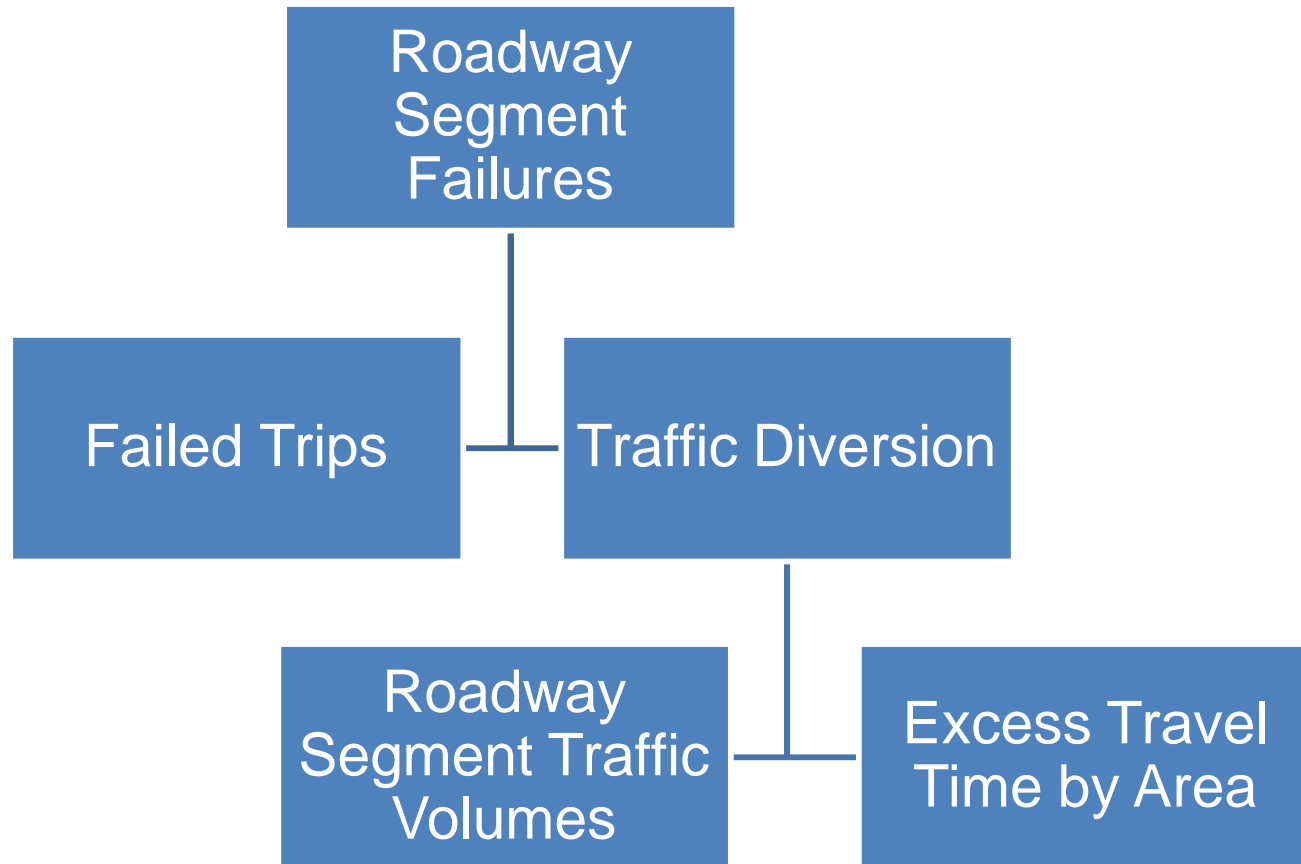 Roadway
Segment
Failures
Failed Trips
Traffic Diversion
Roadway
Segment Traffic
Volumes
Excess Travel
Time by Area